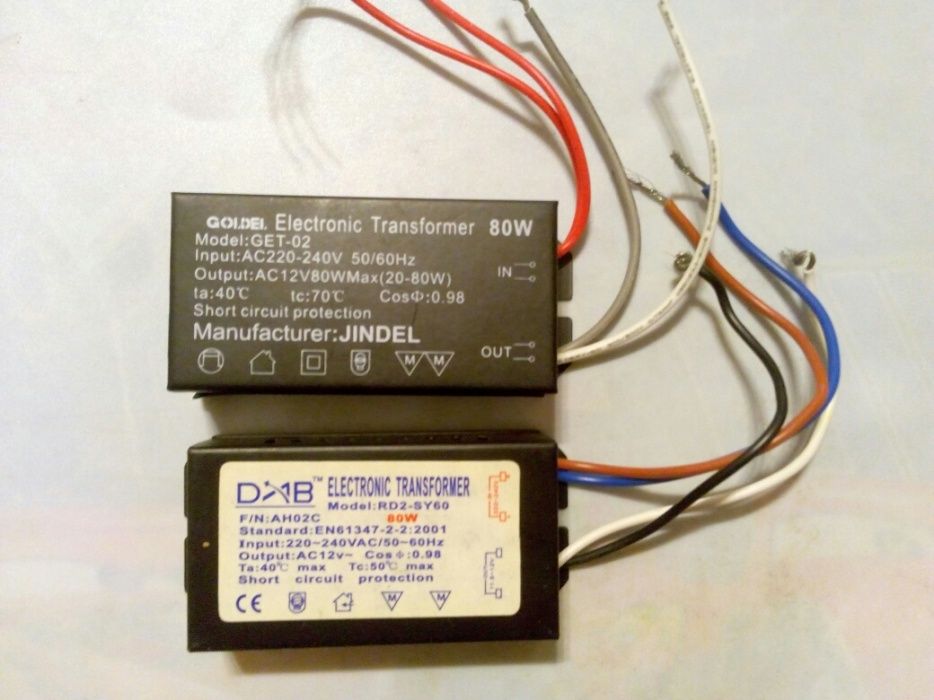 GOLDEL Electronic Transformer 80W
Model:GET-02
Input:AC220-240V 50/60Hz
Output:AC12V80WMax(20-80W)
ta:40℃ tc:70℃ CosΦ:0.98
Short circuit protection
Manufacturer:JINDEL
IN
OUT
M M
DAB™ ELECTRONIC TRANSFORMER
Model:RD2-SY60
F/N:AH02C 80W
Standard:EN61347-2-2:2001
Input:220~240VAC/50~60Hz
Output:AC12v~ CosΦ:0.98
Ta:40℃ max Tc:50℃ max
Short circuit protection
CE M M